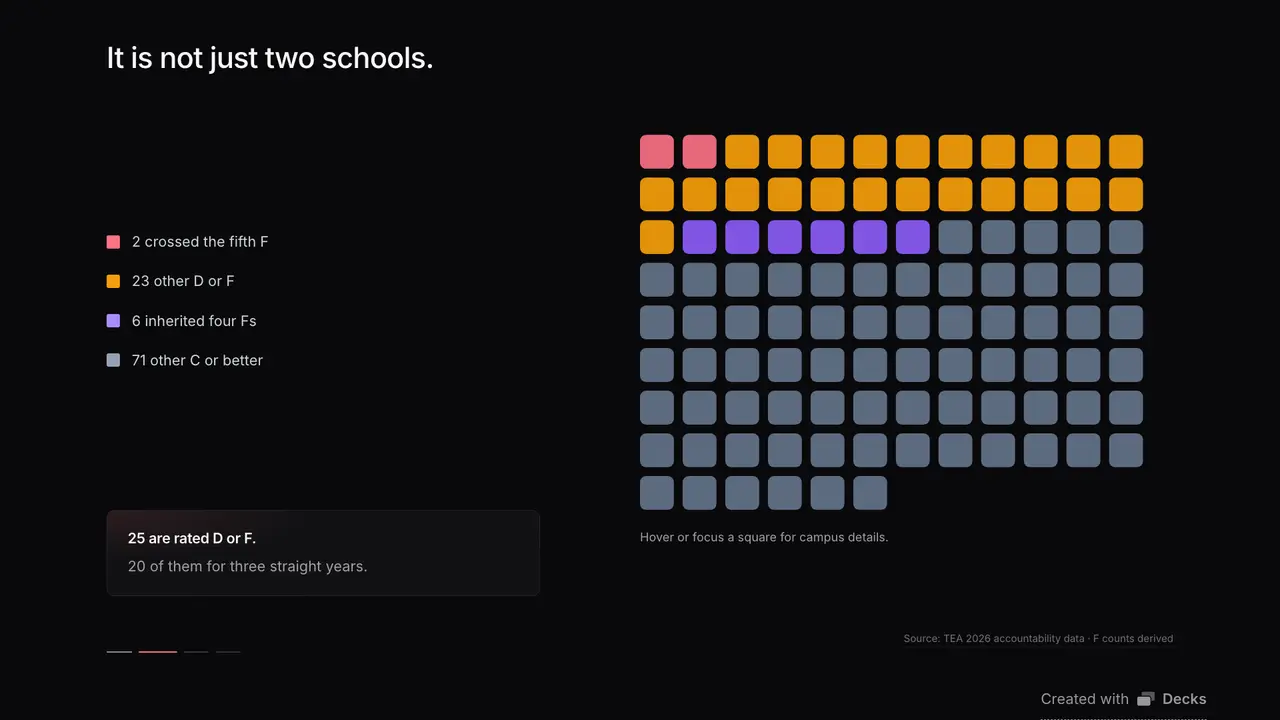 It is not just two schools.
2 crossed the fifth F
23 other D or F
6 inherited four Fs
71 other C or better
25 are rated D or F.
20 of them for three straight years.
Hover or focus a square for campus details.
Source: TEA 2026 accountability data · F counts derived
Created with Decks